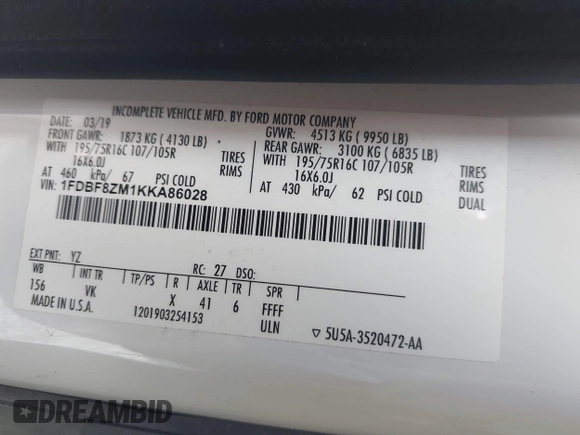 INCOMPLETE VEHICLE MFD. BY FORD MOTOR COMPANY
DATE: 03/19 GVWR: 4513 KG ( 9950 LB)
FRONT GAWR: 1873 KG ( 4130 LB) REAR GAWR: 3100 KG ( 6835 LB)
WITH 195/75R16C 107/105R TIRES WITH 195/75R16C 107/105R TIRES
16X6.0J RIMS 16X6.0J RIMS
AT 460 kPa/ 67 PSI COLD AT 430 kPa/ 62 PSI COLD DUAL
VIN: 1FDBF8ZM1KKA86028
EXT PNT: YZ RC: 27 DSO:
WB INT TR TP/PS R AXLE TR SPR
156 VK X 41 6 FFFF
MADE IN U.S.A. 1201903254153 ULN
▽ 5U5A-3520472-AA
DREAMBID